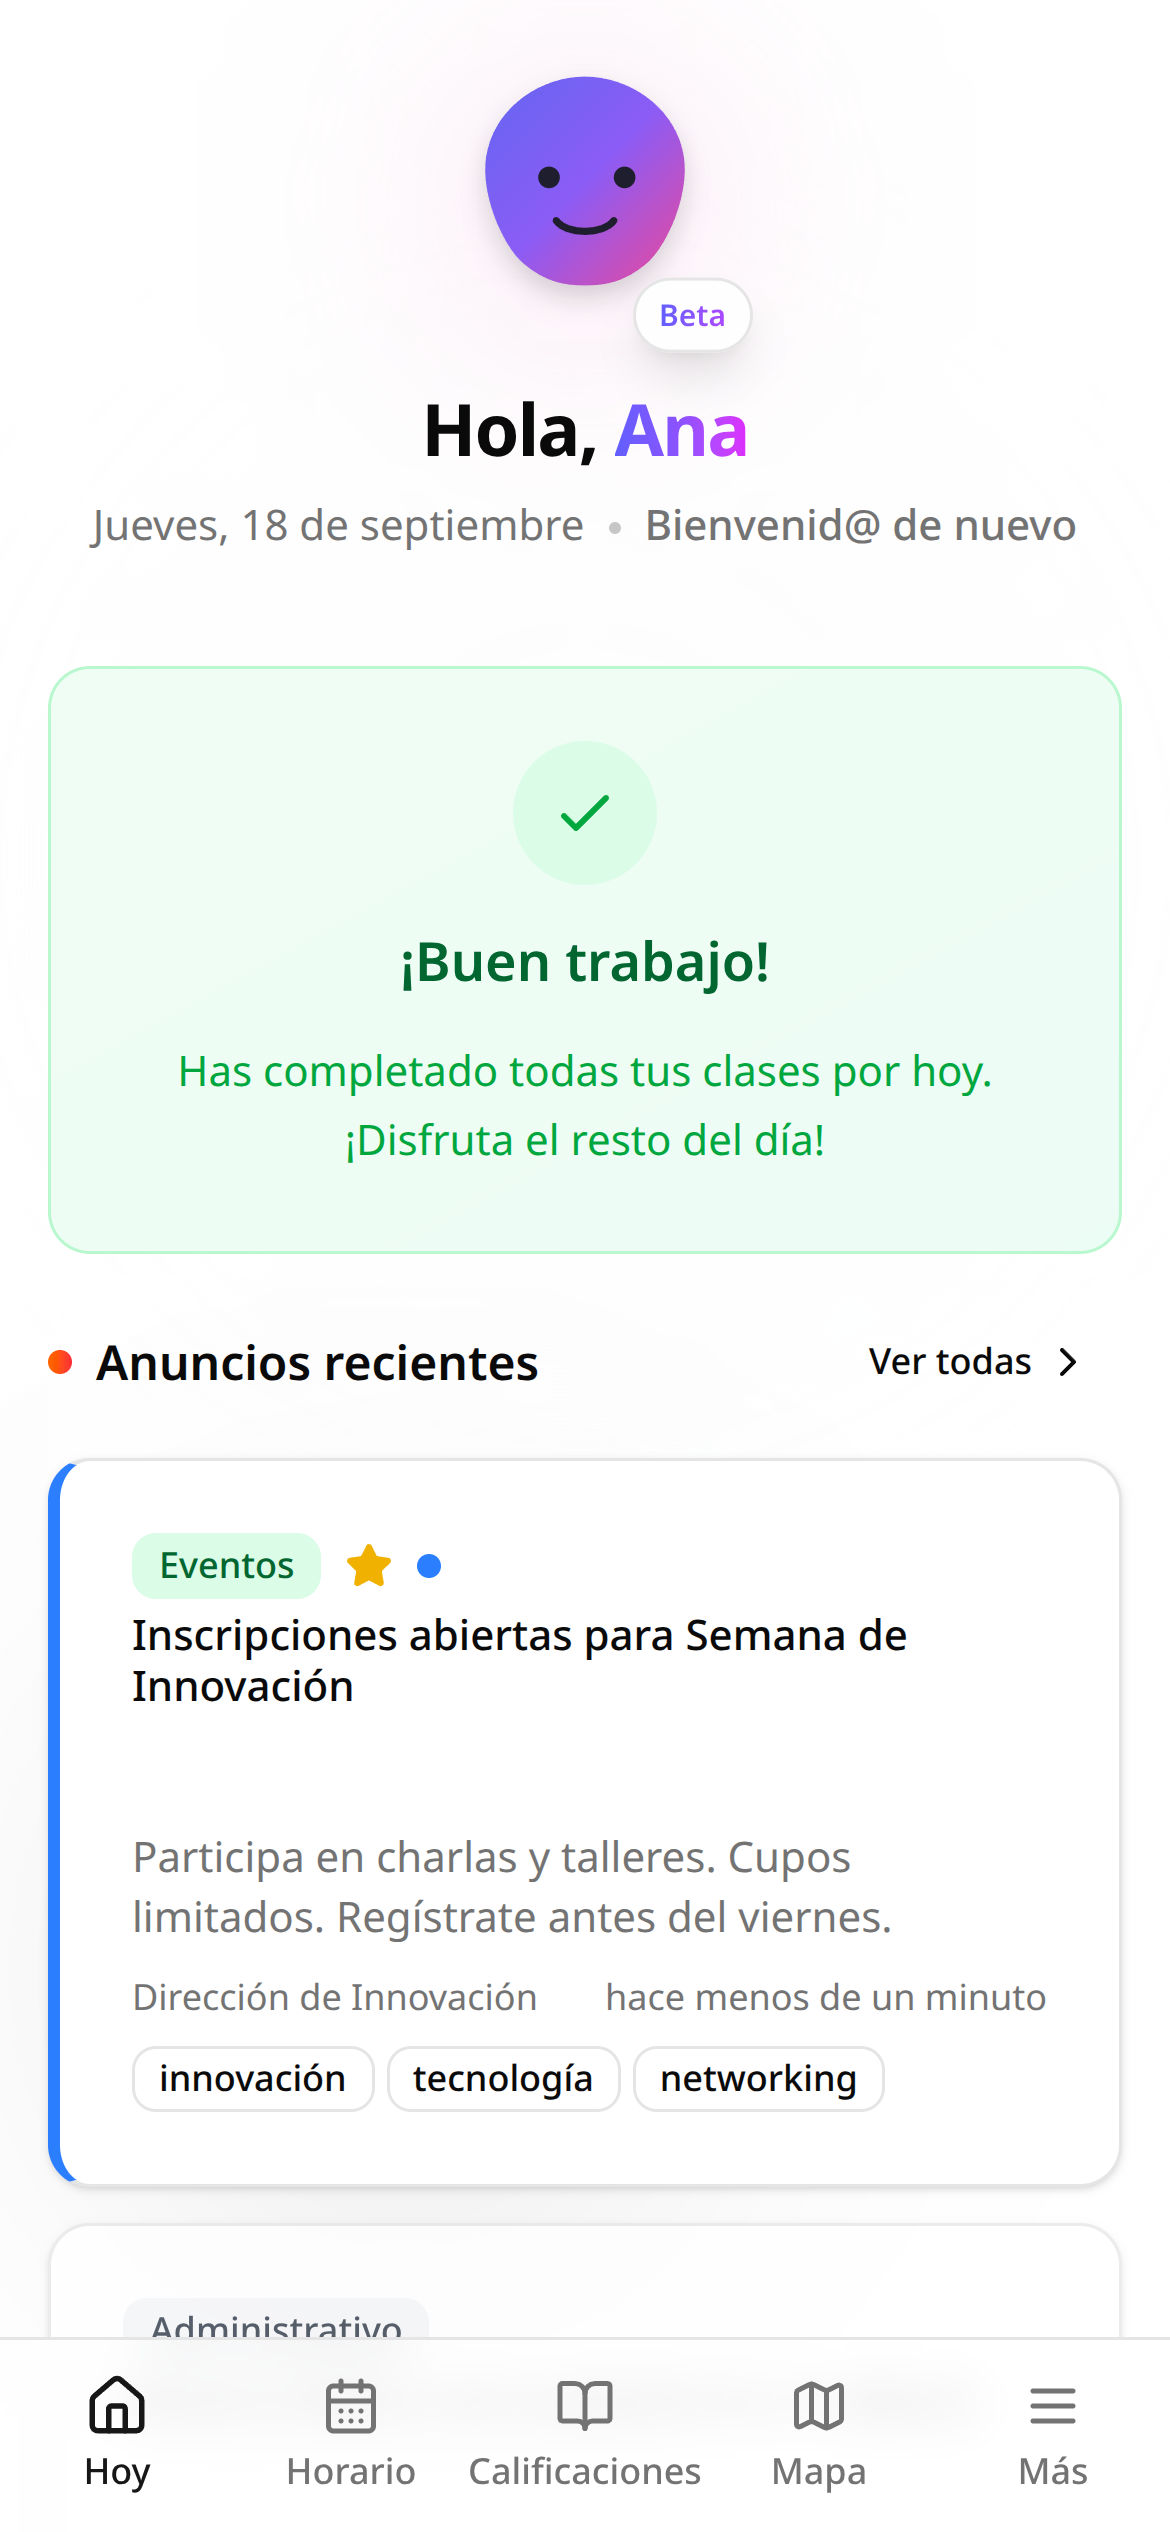 Beta
Hola, Ana
Jueves, 18 de septiembre • Bienvenid@ de nuevo
¡Buen trabajo!
Has completado todas tus clases por hoy.
¡Disfruta el resto del día!
Anuncios recientes
Ver todas
Eventos
Inscripciones abiertas para Semana de
Innovación
Participa en charlas y talleres. Cupos
limitados. Regístrate antes del viernes.
Dirección de Innovación hace menos de un minuto
innovación tecnología networking
Administrativo
Hoy Horario Calificaciones Mapa Más